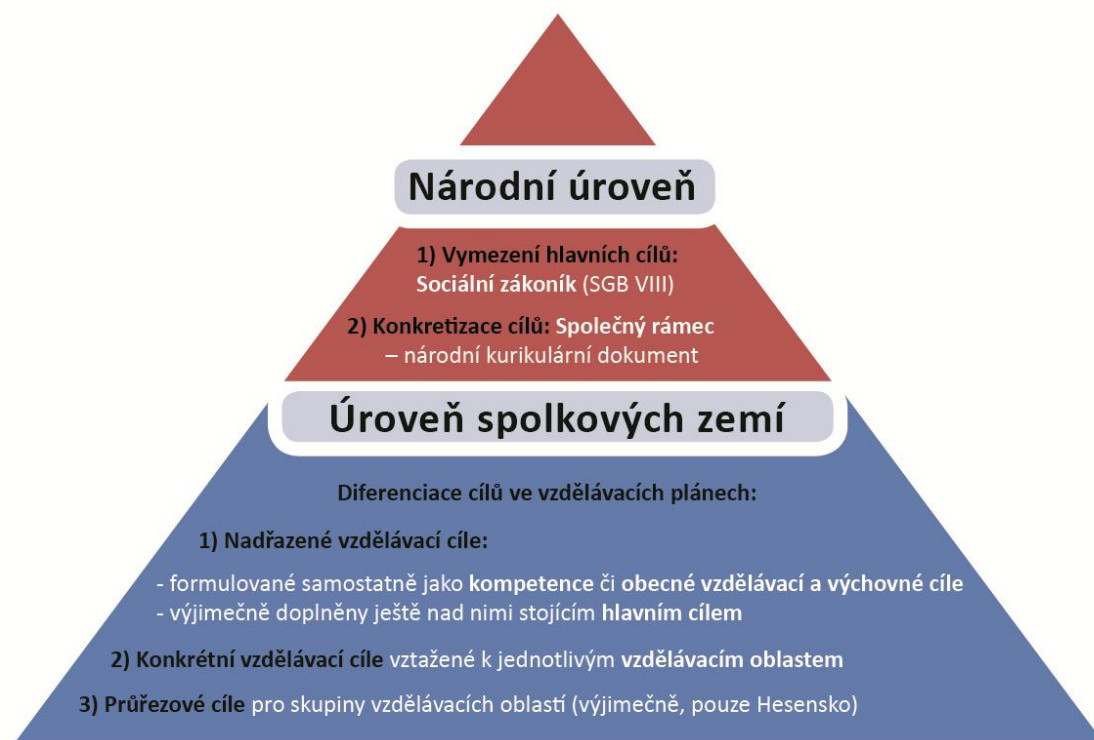 Národní úroveň
1) Vymezení hlavních cílů:
Sociální zákoník (SGB VIII)
2) Konkretizace cílů: Společný rámec
– národní kurikulární dokument
Úroveň spolkových zemí
Diferenciace cílů ve vzdělávacích plánech:
1) Nadřazené vzdělávací cíle:
- formulované samostatně jako kompetence či obecné vzdělávací a výchovné cíle
- výjimečně doplněny ještě nad nimi stojícím hlavním cílem
2) Konkrétní vzdělávací cíle vztažené k jednotlivým vzdělávacím oblastem
3) Průřezové cíle pro skupiny vzdělávacích oblastí (výjimečně, pouze Hesensko)